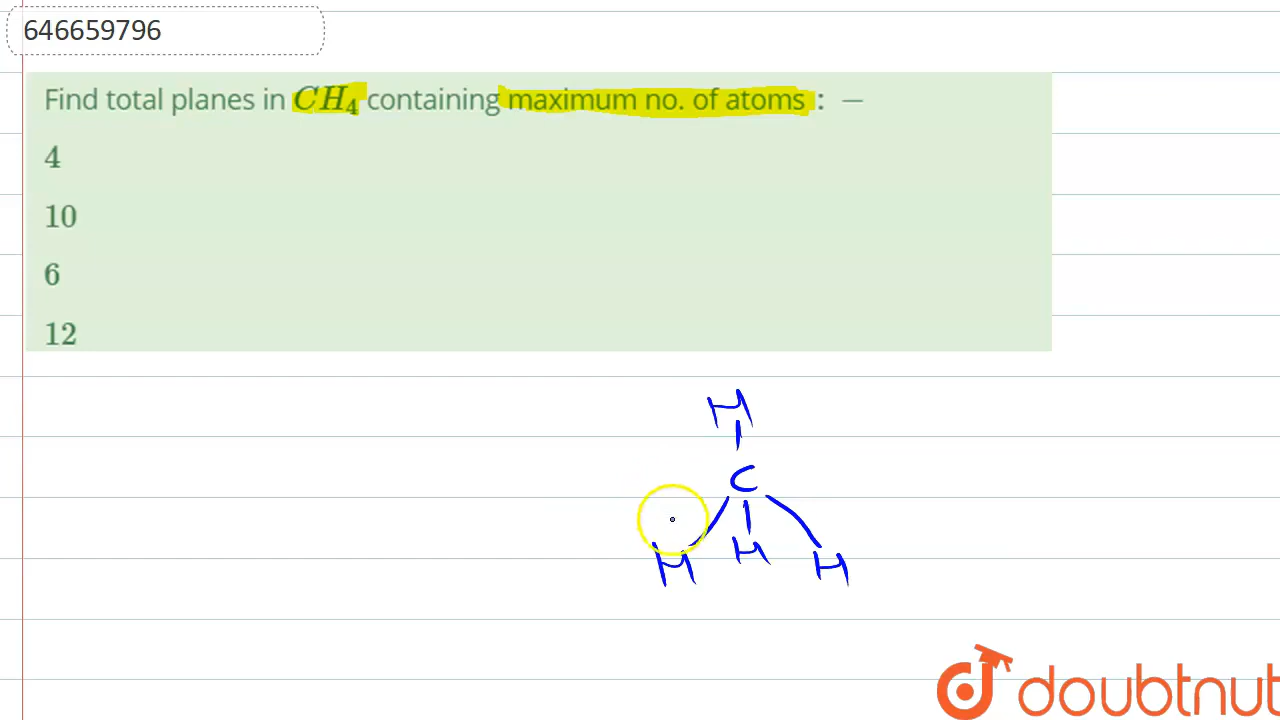 646659796
Find total planes in CH₄ containing maximum no. of atoms : —
4
10
6
12
H
C
H H H
doubtnut